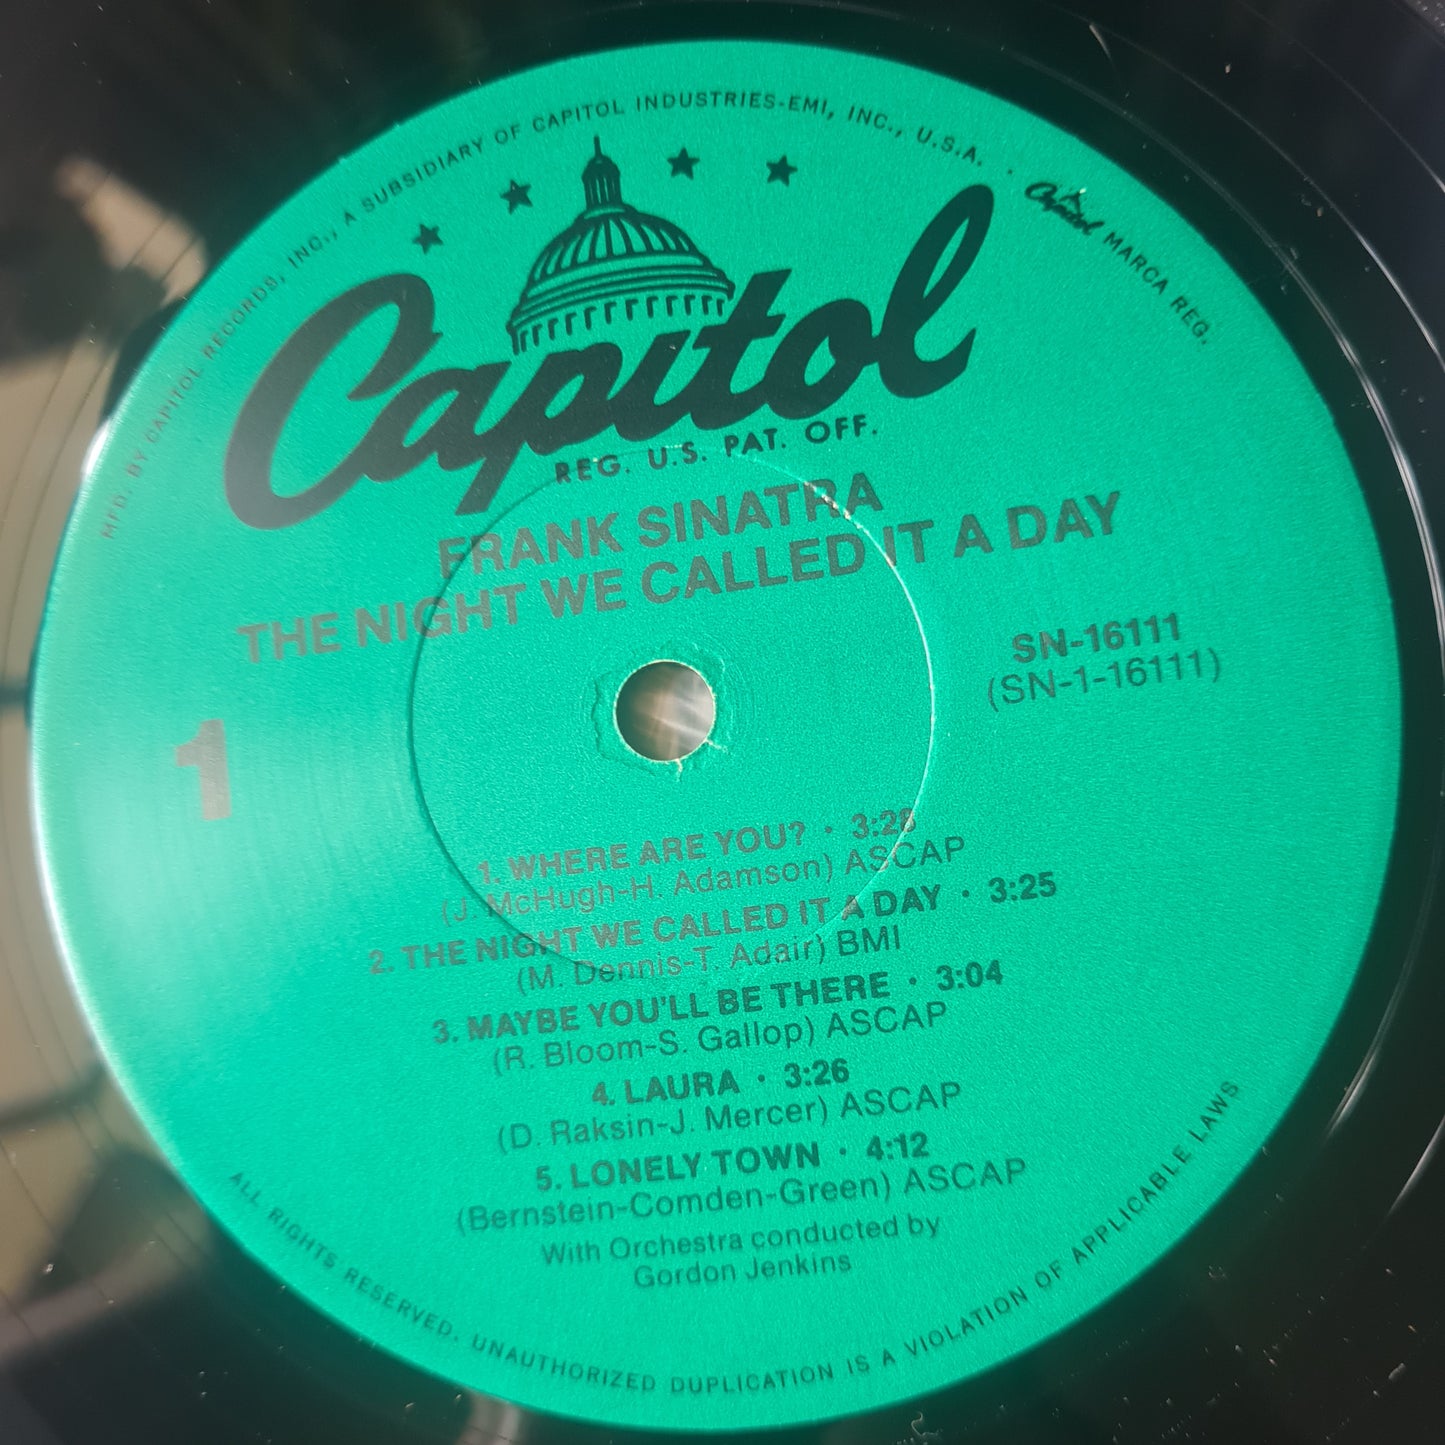 MFD. BY CAPITOL RECORDS, INC., A SUBSIDIARY OF CAPITOL INDUSTRIES-EMI, INC., U.S.A. · Capitol MARCA REG.
Capitol
REG. U.S. PAT. OFF.
FRANK SINATRA
THE NIGHT WE CALLED IT A DAY
SN-16111
(SN-1-16111)
1
1. WHERE ARE YOU? · 3:28
(J. McHugh-H. Adamson) ASCAP
2. THE NIGHT WE CALLED IT A DAY · 3:25
(M. Dennis-T. Adair) BMI
3. MAYBE YOU'LL BE THERE · 3:04
(R. Bloom-S. Gallop) ASCAP
4. LAURA · 3:26
(D. Raksin-J. Mercer) ASCAP
5. LONELY TOWN · 4:12
(Bernstein-Comden-Green) ASCAP
With Orchestra conducted by
Gordon Jenkins
ALL RIGHTS RESERVED. UNAUTHORIZED DUPLICATION IS A VIOLATION OF APPLICABLE LAWS